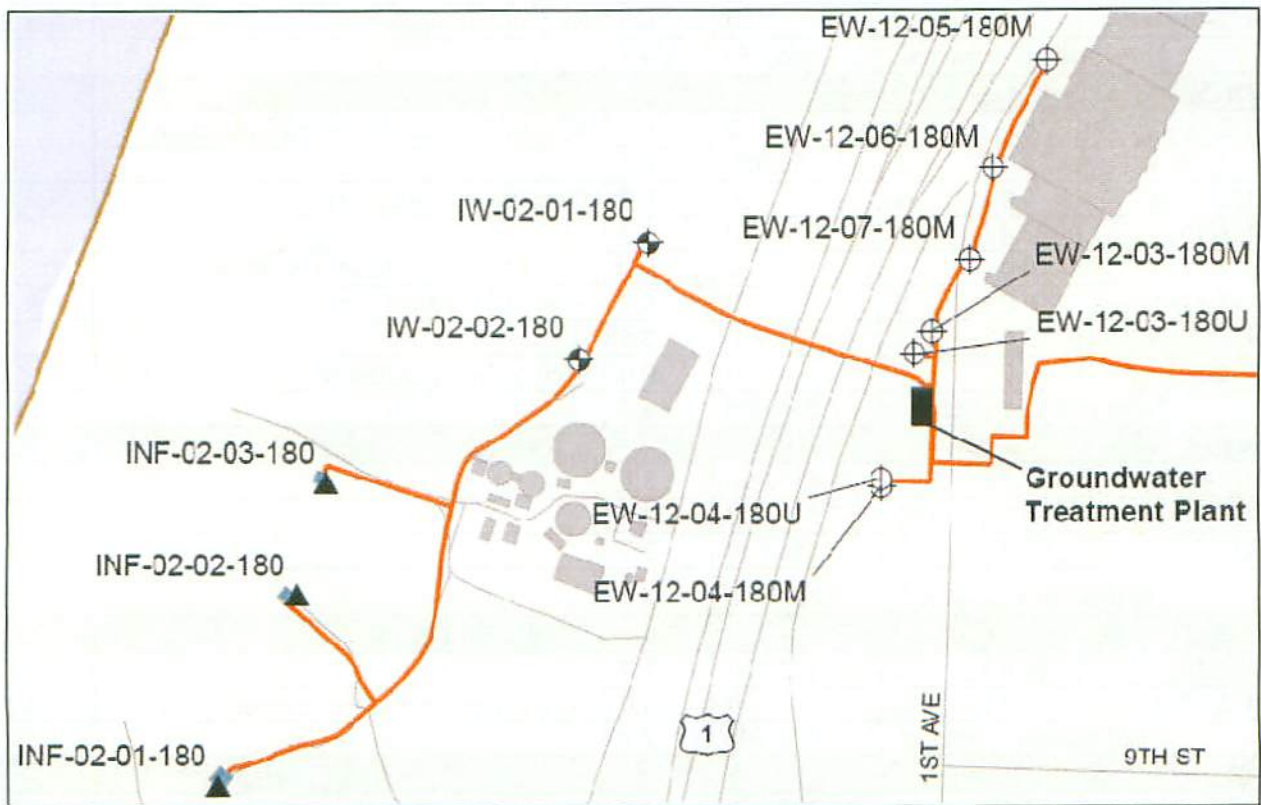 EW-12-05-180M
EW-12-06-180M
IW-02-01-180
EW-12-07-180M
EW-12-03-180M
IW-02-02-180
EW-12-03-180U
INF-02-03-180
Groundwater
Treatment Plant
EW-12-04-180U
INF-02-02-180
EW-12-04-180M
1
1ST AVE
INF-02-01-180
9TH ST